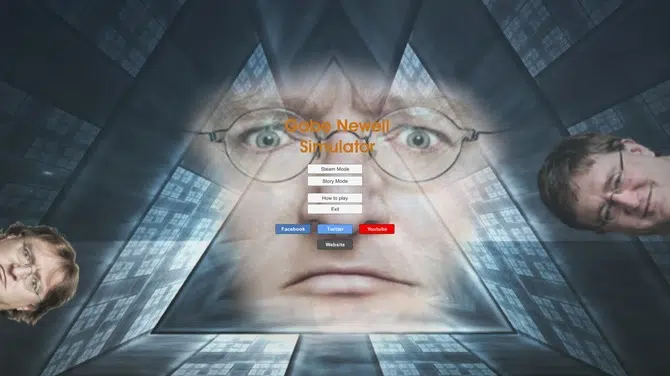 Gabe Newell
Simulator
Steam Mode
Story Mode
How to play
Exit
Facebook
Twitter
Youtube
Website